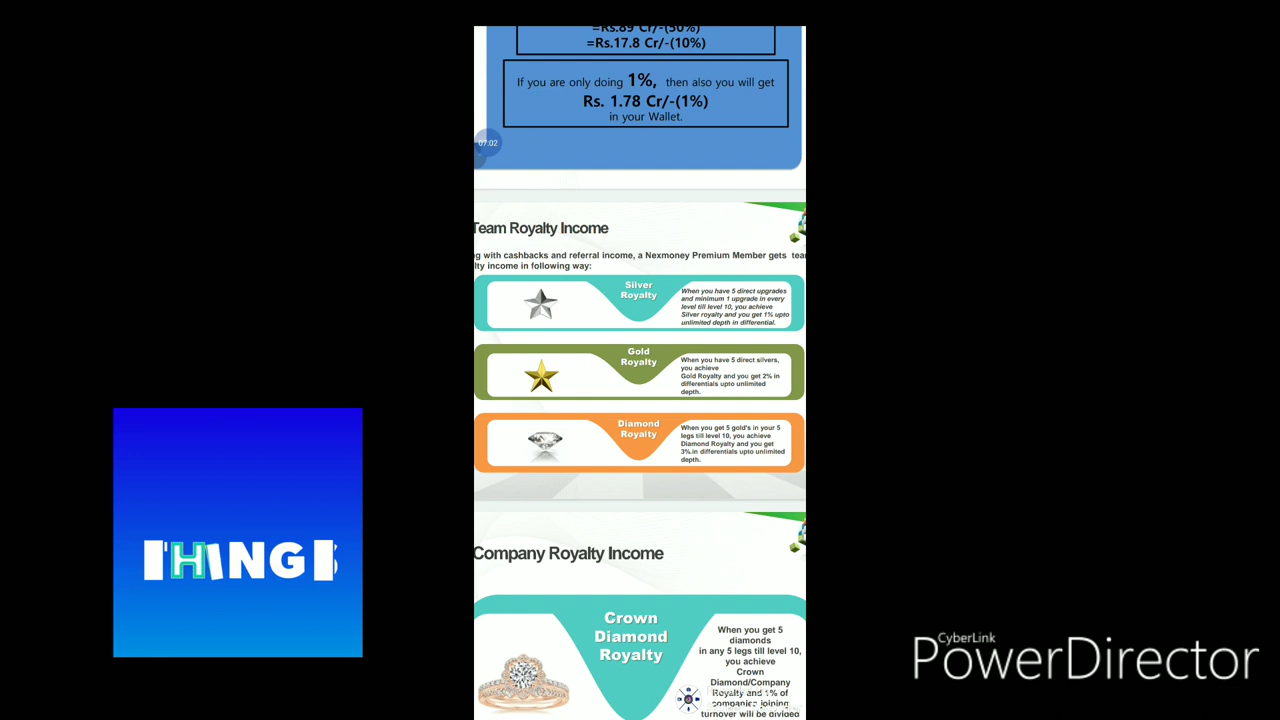 =Rs.89 Cr/-(50%)
=Rs.17.8 Cr/-(10%)
If you are only doing 1%, then also you will get
Rs. 1.78 Cr/-(1%)
in your Wallet.
07:02
Team Royalty Income
g with cashbacks and referral income, a Nexmoney Premium Member gets tea
lty income in following way:
Silver
Royalty
When you have 5 direct upgrades
and minimum 1 upgrade in every
level till level 10, you achieve
Silver royalty and you get 1% upto
unlimited depth in differential.
Gold
Royalty
When you have 5 direct silvers,
you achieve
Gold Royalty and you get 2% in
differentials upto unlimited
depth.
Diamond
Royalty
When you get 5 gold's in your 5
legs till level 10, you achieve
Diamond Royalty and you get
3%.in differentials upto unlimited
depth.
Company Royalty Income
Crown
Diamond
Royalty
When you get 5
diamonds
in any 5 legs till level 10,
you achieve
Crown
Diamond/Company
Royalty and 1% of
companies joining
turnover will be divided
HNG
CyberLink
PowerDirector